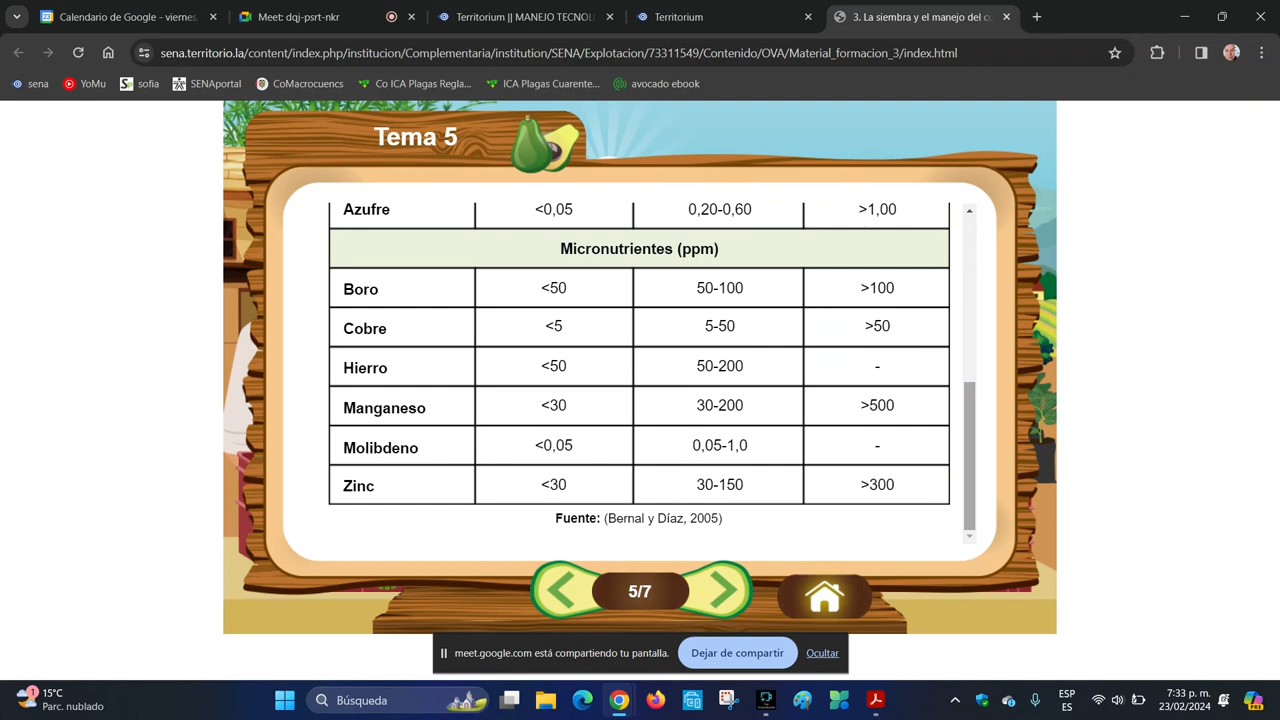 Calendario de Google - viernes,
Meet: dqj-psrt-nkr
Territorium || MANEJO TECNOL
Territorium
3. La siembra y el manejo del cu
sena.territorio.la/content/index.php/institucion/Complementaria/institution/SENA/Explotacion/73311549/Contenido/OVA/Material_formacion_3/index.html
sena
YoMu
sofia
SENAportal
CoMacrocuencs
Co ICA Plagas Regla...
ICA Plagas Cuarente...
avocado ebook
Tema 5
Azufre <0,05 0,20-0,60 >1,00
Micronutrientes (ppm)
Boro <50 50-100 >100
Cobre <5 5-50 >50
Hierro <50 50-200 -
Manganeso <30 30-200 >500
Molibdeno <0,05 0,05-1,0 -
Zinc <30 30-150 >300
Fuente: (Bernal y Díaz, 2005)
5/7
meet.google.com está compartiendo tu pantalla.
Dejar de compartir
Ocultar
1
15°C
Parc. nublado
Búsqueda
ESP
ES
7:33 p. m.
23/02/2024